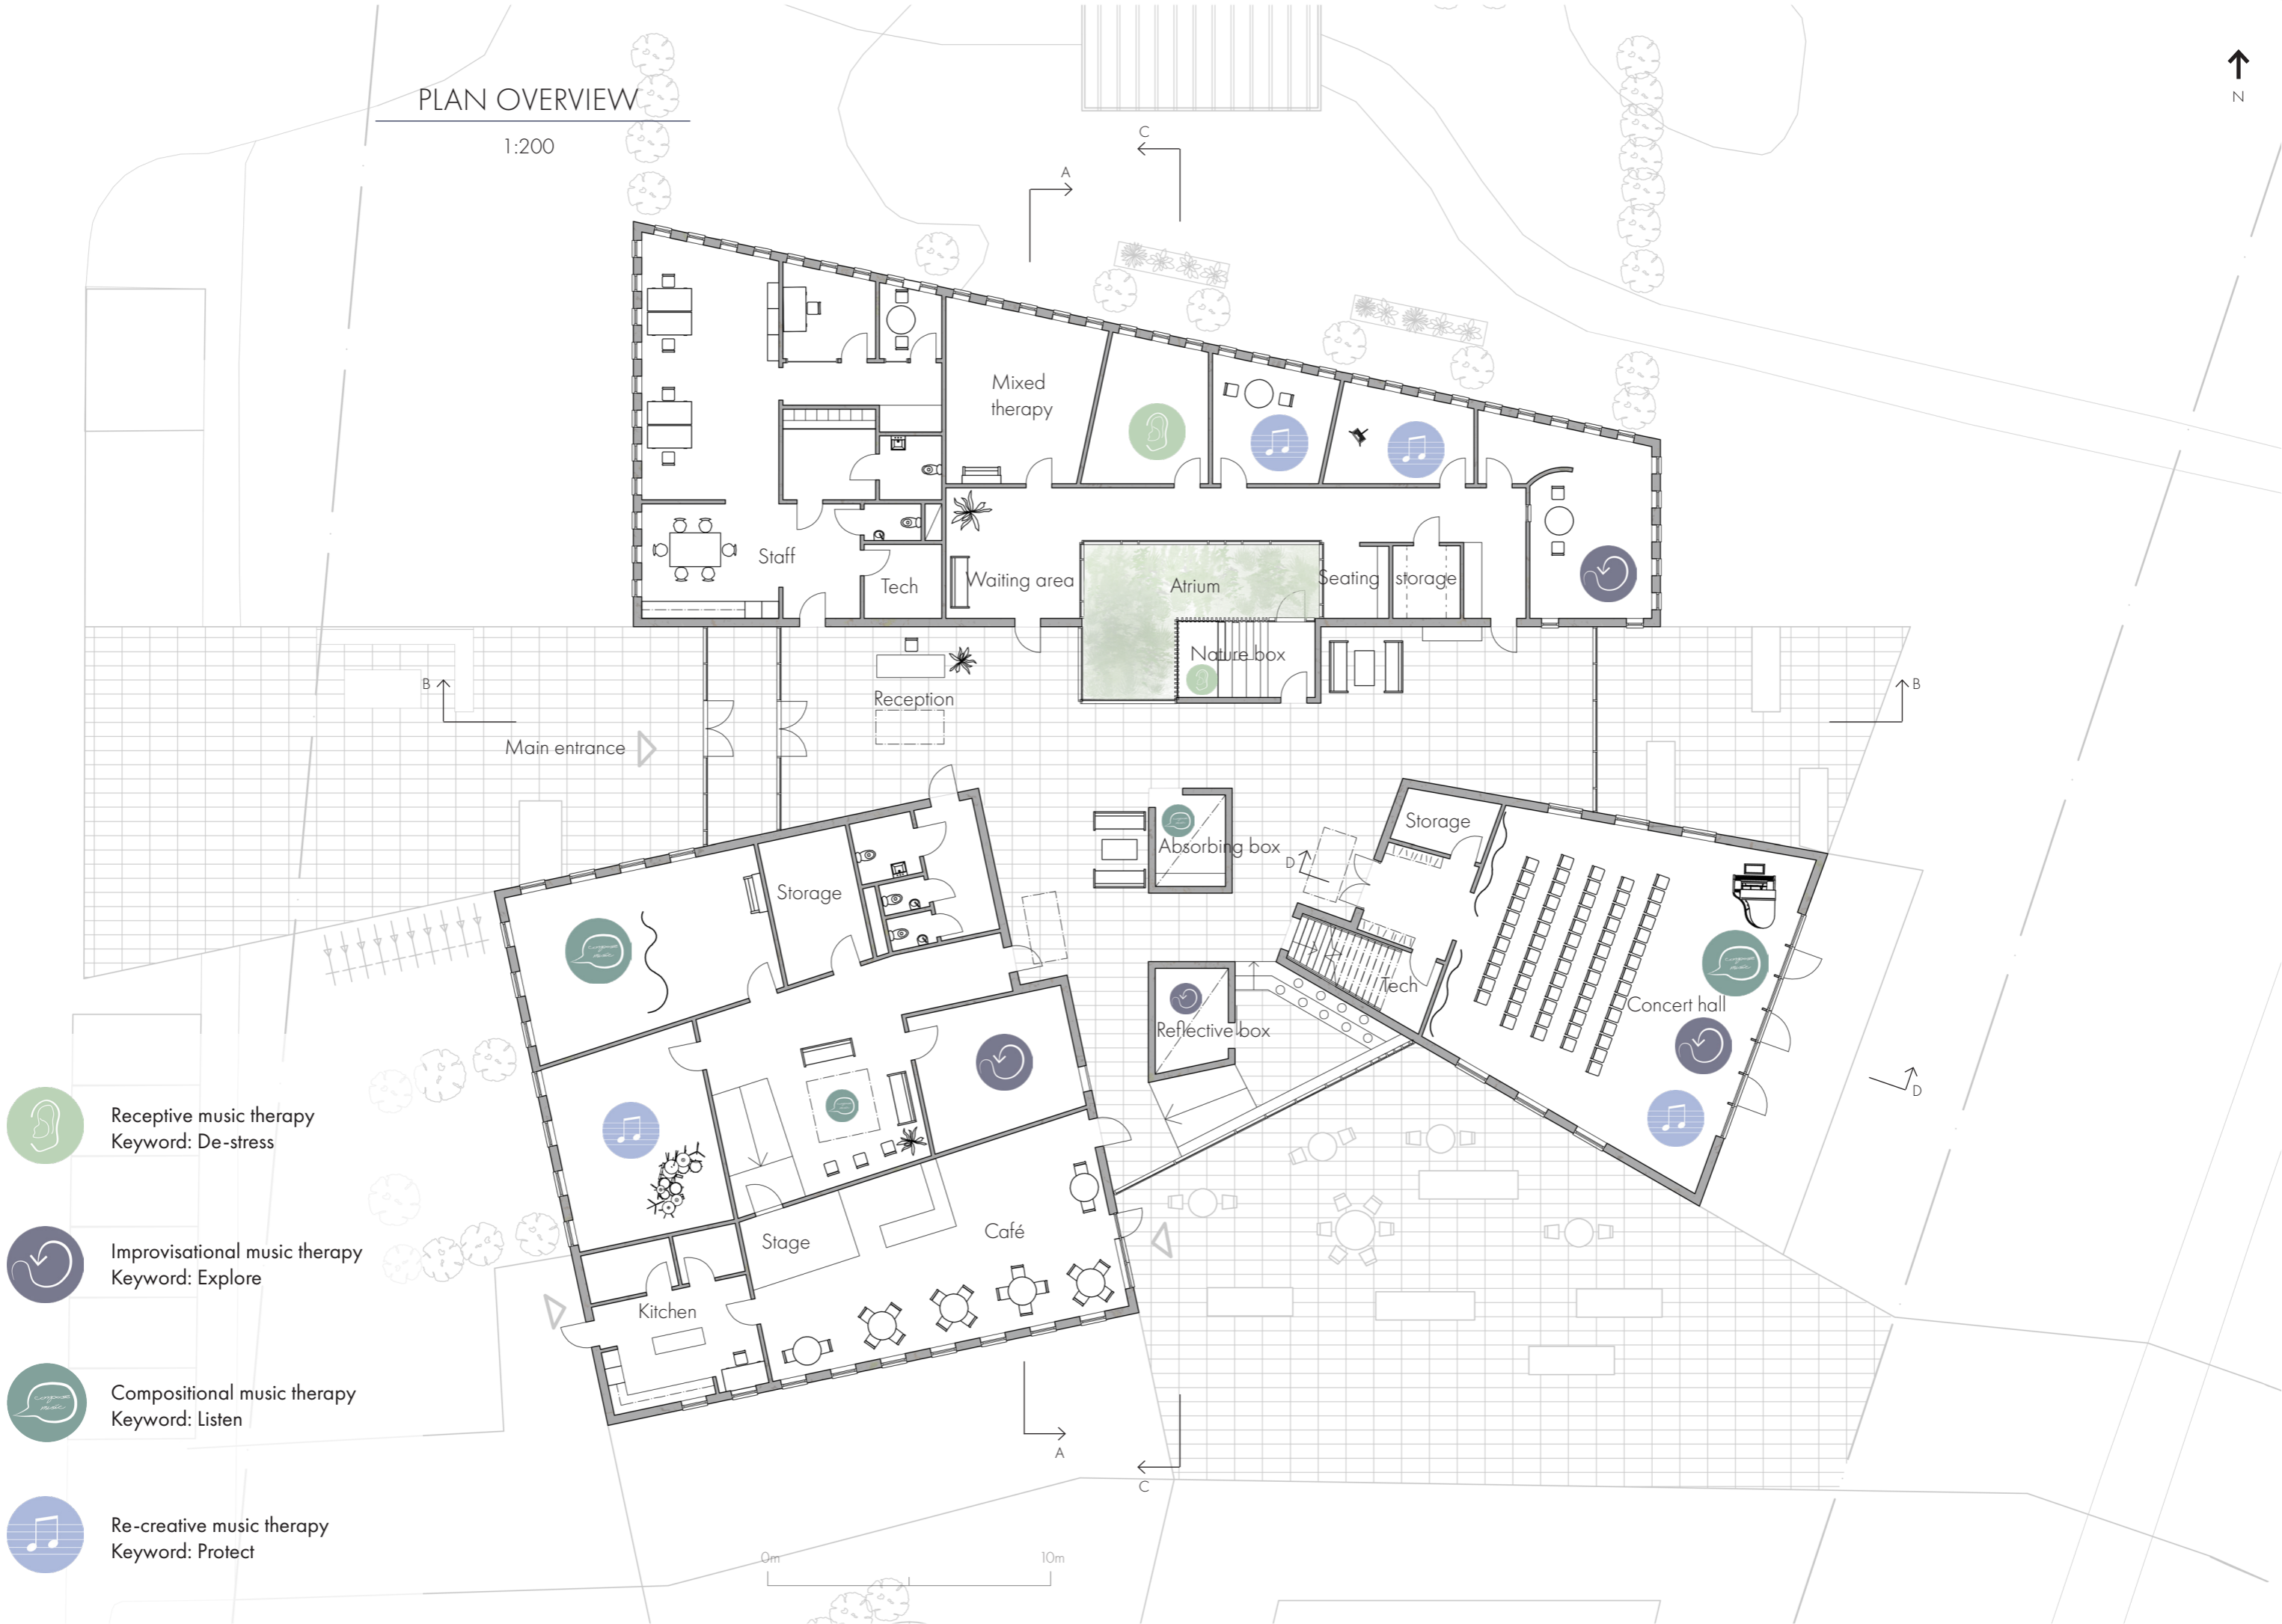 PLAN OVERVIEW
1:200
N
C
A
Mixed
therapy
Staff
Tech
Waiting area
Atrium
Seating
storage
Nature box
Reception
B
B
Main entrance
Storage
Absorbing box
D
Storage
Tech
Concert hall
Reflective box
D
Stage
Café
Kitchen
A
C
Receptive music therapy
Keyword: De-stress
Improvisational music therapy
Keyword: Explore
Compositional music therapy
Keyword: Listen
Re-creative music therapy
Keyword: Protect
0m
10m